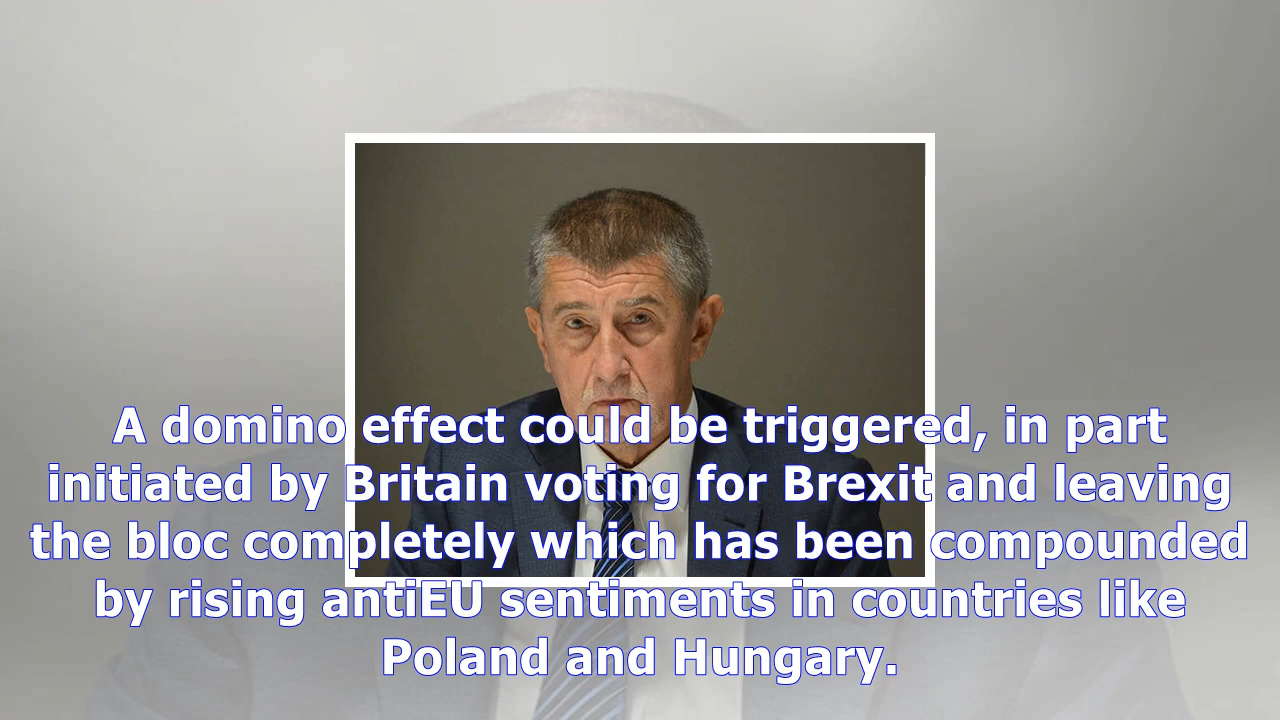 A domino effect could be triggered, in part
initiated by Britain voting for Brexit and leaving
the bloc completely which has been compounded
by rising antiEU sentiments in countries like
Poland and Hungary.